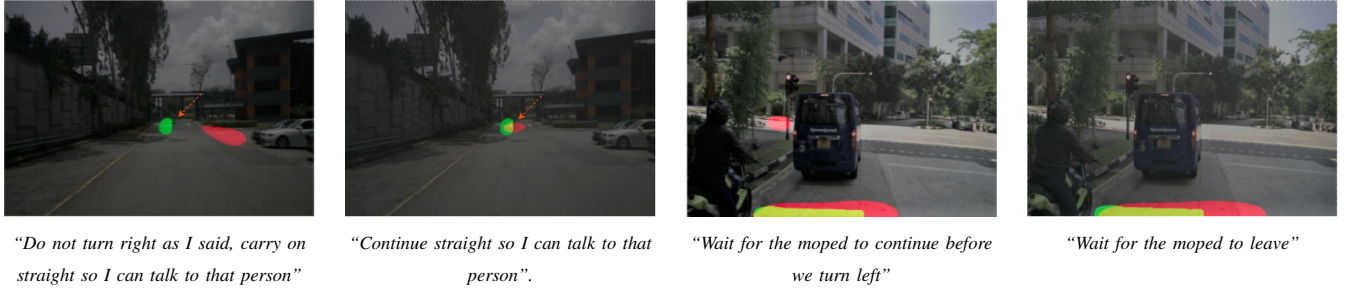 "Do not turn right as I said, carry on
straight so I can talk to that person"
"Continue straight so I can talk to that
person".
"Wait for the moped to continue before
we turn left"
"Wait for the moped to leave"